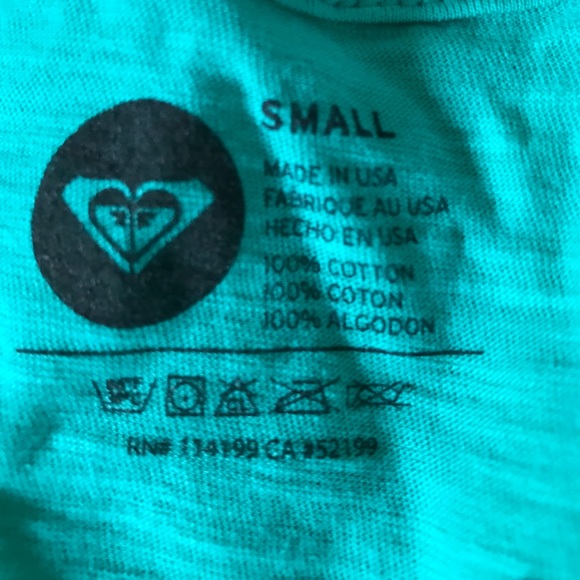 SMALL
MADE IN USA
FABRIQUE AU USA
HECHO EN USA
100% COTTON
100% COTON
100% ALGODON
RN# 114199 CA #52199